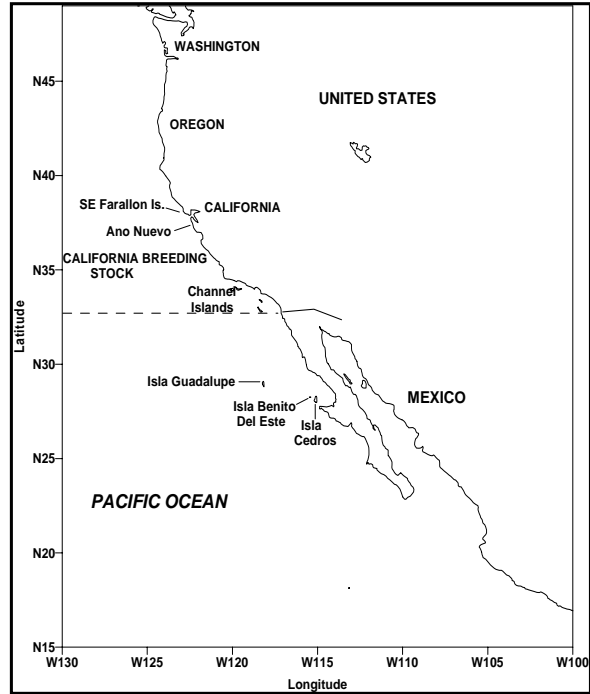 WASHINGTON
N45
UNITED STATES
OREGON
N40
SE Farallon Is.
CALIFORNIA
Ano Nuevo
CALIFORNIA BREEDING
STOCK
N35
Channel
Islands
Latitude
N30
Isla Guadalupe
MEXICO
Isla Benito
Del Este
Isla
Cedros
N25
PACIFIC OCEAN
N20
N15
W130
W125
W120
W115
W110
W105
W100
Longitude